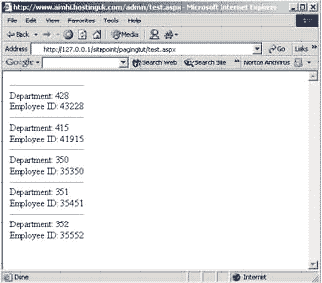 http://www.aimhi.hostinguk.com/admin/test.aspx - Microsoft Internet Explorer
File Edit View Favorites Tools Help
Back Search Favorites Media
Address http://127.0.0.1/sitepoint/pagingtut/test.aspx Go Links »
Google Search Web Search Site Norton Antivirus
Department: 428
Employee ID: 43228
Department: 415
Employee ID: 41915
Department: 350
Employee ID: 35350
Department: 351
Employee ID: 35451
Department: 352
Employee ID: 35552
Done Internet